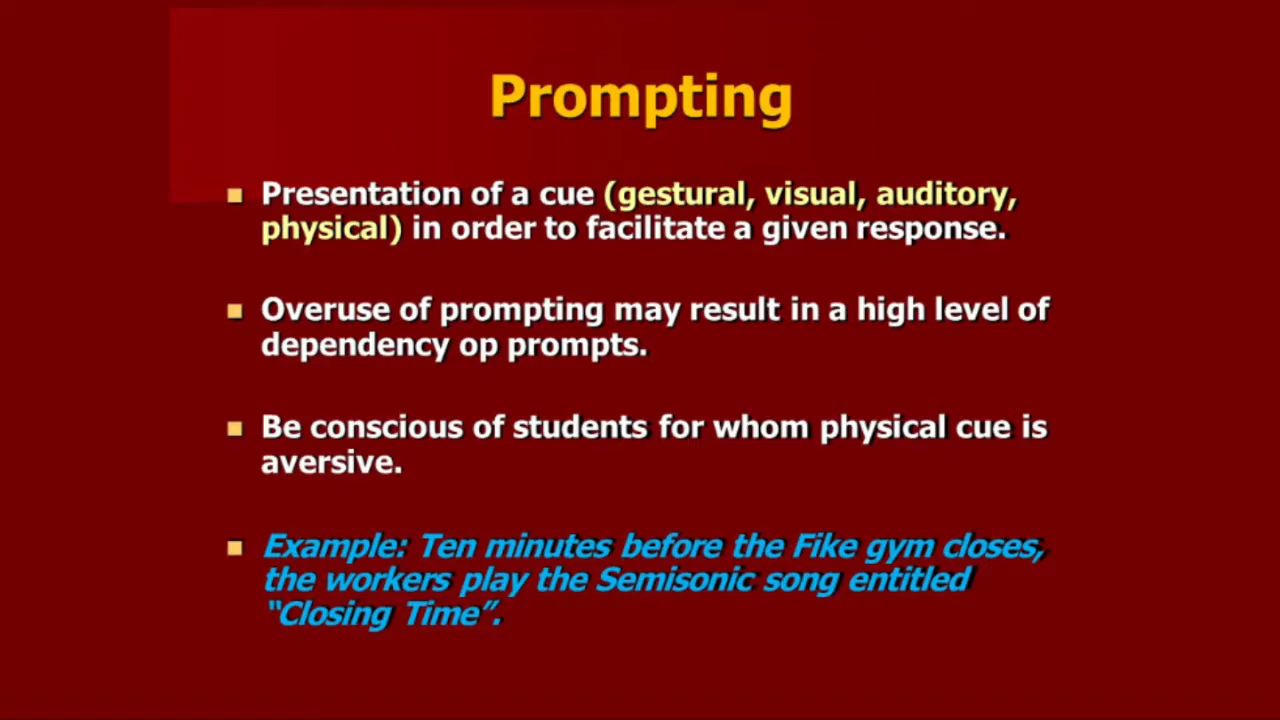 Prompting
Presentation of a cue (gestural, visual, auditory,
physical) in order to facilitate a given response.
Overuse of prompting may result in a high level of
dependency op prompts.
Be conscious of students for whom physical cue is
aversive.
Example: Ten minutes before the Fike gym closes,
the workers play the Semisonic song entitled
“Closing Time”.